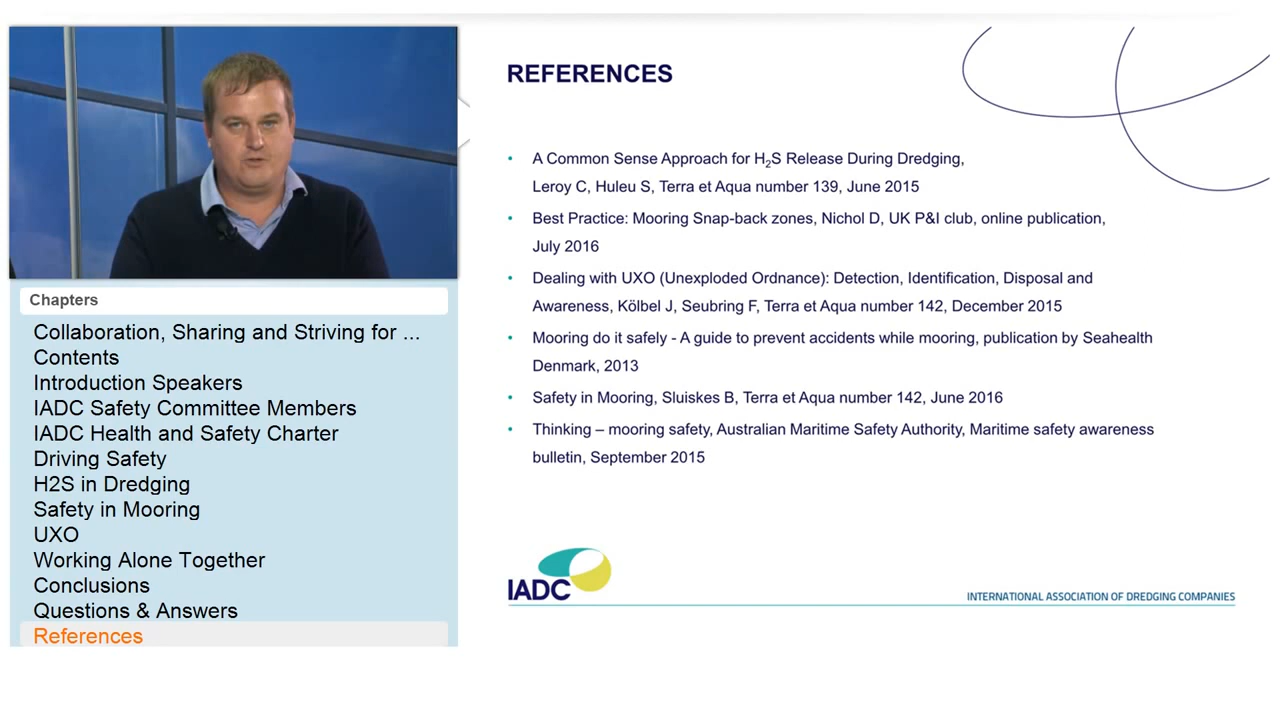 REFERENCES
• A Common Sense Approach for H₂S Release During Dredging,
Leroy C, Huleu S, Terra et Aqua number 139, June 2015
• Best Practice: Mooring Snap-back zones, Nichol D, UK P&I club, online publication,
July 2016
• Dealing with UXO (Unexploded Ordnance): Detection, Identification, Disposal and
Awareness, Kölbel J, Seubring F, Terra et Aqua number 142, December 2015
• Mooring do it safely - A guide to prevent accidents while mooring, publication by Seahealth
Denmark, 2013
• Safety in Mooring, Sluiskes B, Terra et Aqua number 142, June 2016
• Thinking – mooring safety, Australian Maritime Safety Authority, Maritime safety awareness
bulletin, September 2015
IADC
INTERNATIONAL ASSOCIATION OF DREDGING COMPANIES
Chapters
Collaboration, Sharing and Striving for ...
Contents
Introduction Speakers
IADC Safety Committee Members
IADC Health and Safety Charter
Driving Safety
H2S in Dredging
Safety in Mooring
UXO
Working Alone Together
Conclusions
Questions & Answers
References